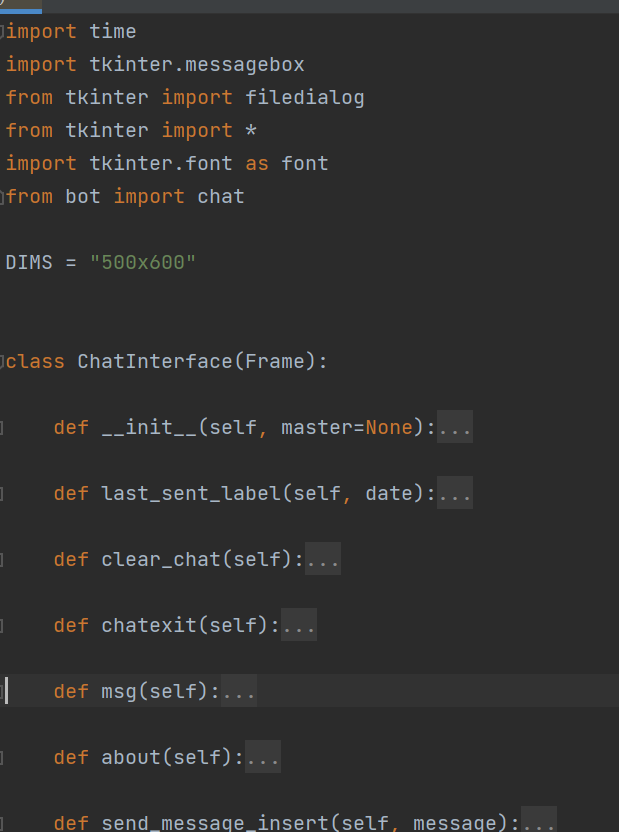 import time
import tkinter.messagebox
from tkinter import filedialog
from tkinter import *
import tkinter.font as font
from bot import chat
DIMS = "500x600"
class ChatInterface(Frame):
def __init__(self, master=None):...
def last_sent_label(self, date):...
def clear_chat(self):...
def chatexit(self):...
def msg(self):...
def about(self):...
def send_message_insert(self, message):...